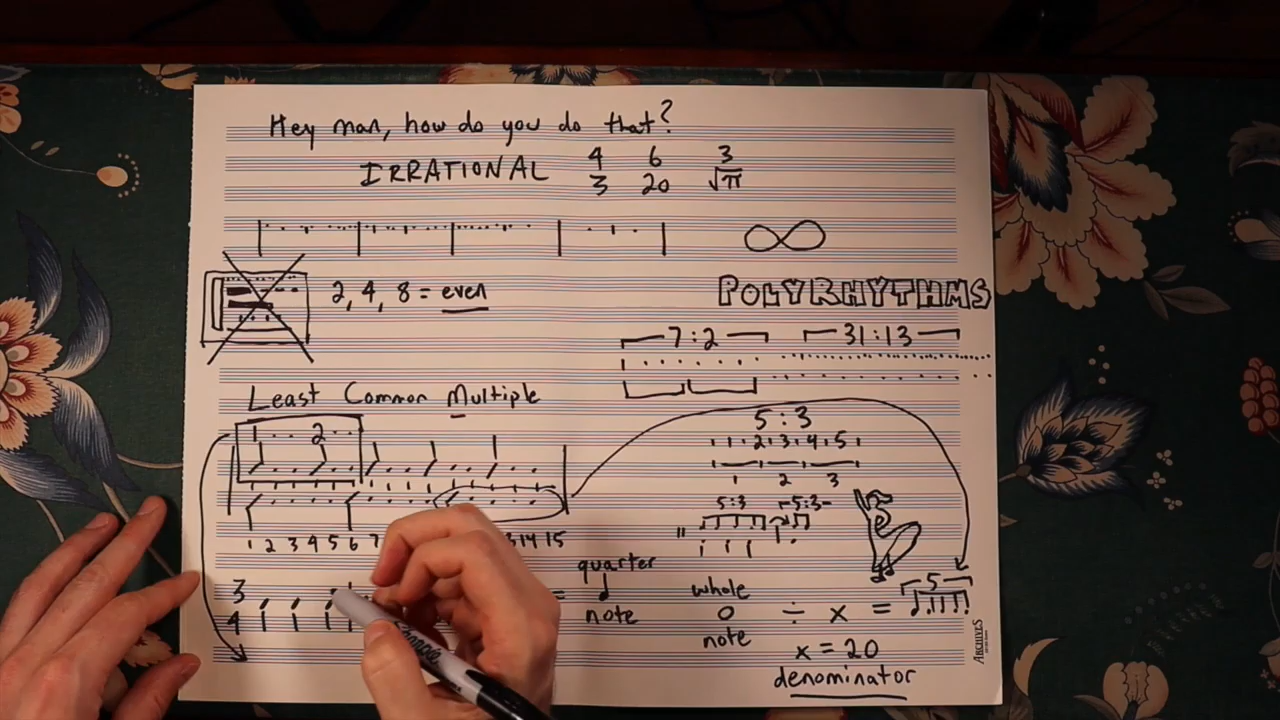 Hey man, how do you do that?
IRRATIONAL 4/3 6/20 3/√π
∞
2, 4, 8 = even
POLYRHYTHMS
7:2 31:13
Least Common Multiple
1 2
1 2 3 4 5 6 7 14 15
5:3
1 2 3 4 5
1 2 3
5:3 5:3
3
4
= quarter note
whole note ÷ x = 5
x = 20
denominator
ARCHIVES
Sharpie